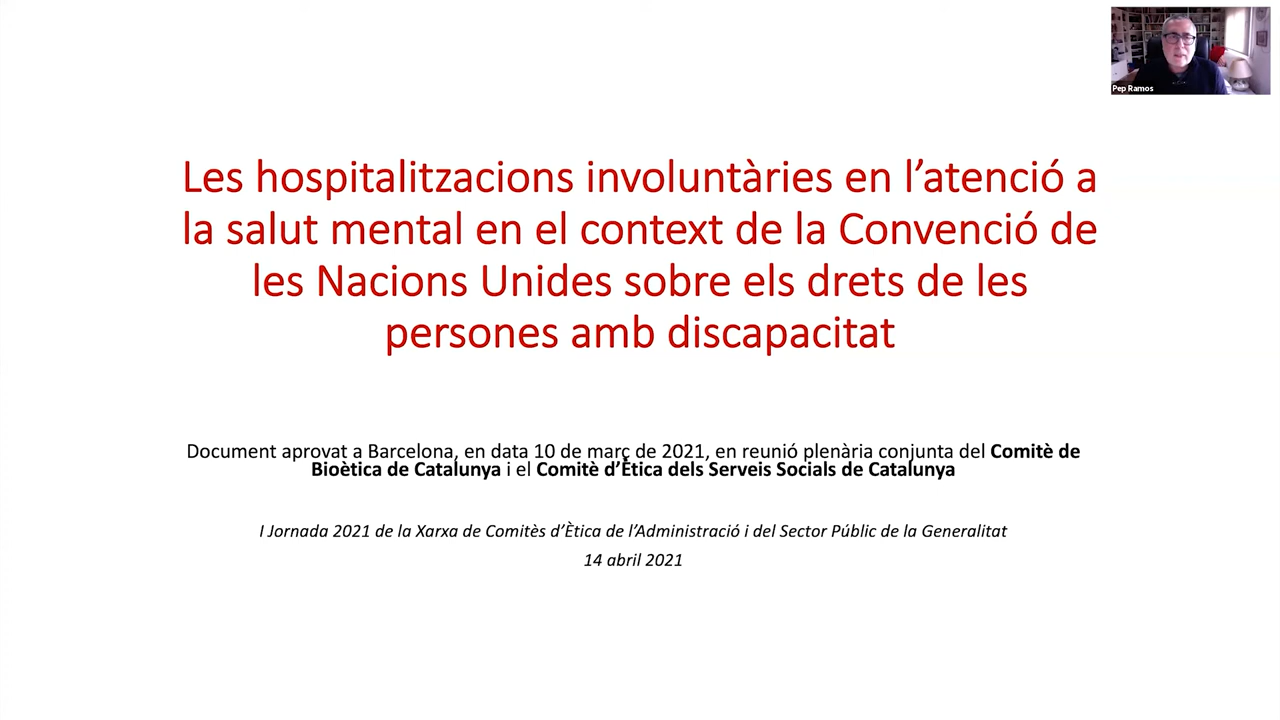 Pep Ramos
Les hospitalitzacions involuntàries en l’atenció a
la salut mental en el context de la Convenció de
les Nacions Unides sobre els drets de les
persones amb discapacitat
Document aprovat a Barcelona, en data 10 de març de 2021, en reunió plenària conjunta del Comitè de
Bioètica de Catalunya i el Comitè d’Ètica dels Serveis Socials de Catalunya
I Jornada 2021 de la Xarxa de Comitès d’Ètica de l’Administració i del Sector Públic de la Generalitat
14 abril 2021